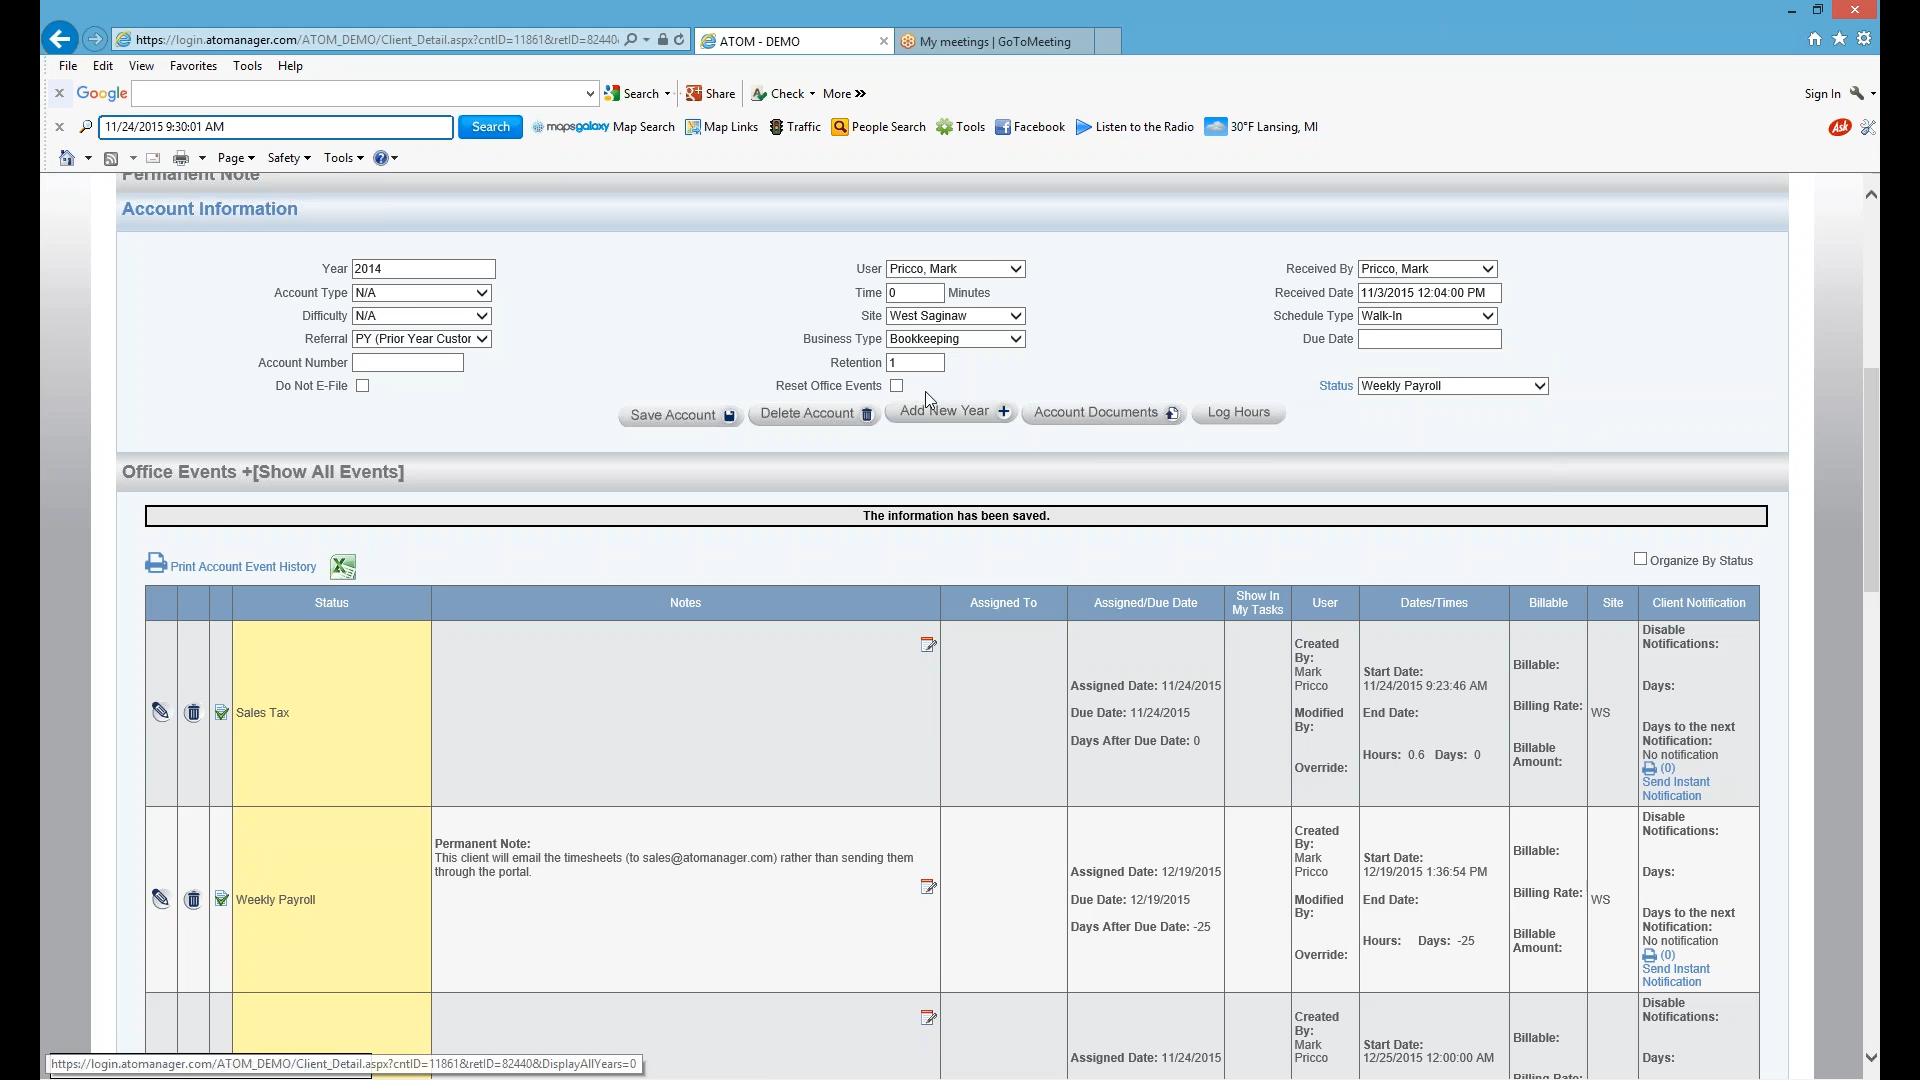 https://login.atomanager.com/ATOM_DEMO/Client_Detail.aspx?cntID=11861&retID=82440
ATOM - DEMO
My meetings | GoToMeeting
File Edit View Favorites Tools Help
Google Search Share Check More Sign In
11/24/2015 9:30:01 AM Search mapsgalaxy Map Search Map Links Traffic People Search Tools Facebook Listen to the Radio 30°F Lansing, MI Ask
Page Safety Tools
Permanent Note
Account Information
Year 2014 User Pricco, Mark Received By Pricco, Mark
Account Type N/A Time 0 Minutes Received Date 11/3/2015 12:04:00 PM
Difficulty N/A Site West Saginaw Schedule Type Walk-In
Referral PY (Prior Year Custor Business Type Bookkeeping Due Date
Account Number Retention 1
Do Not E-File Reset Office Events Status Weekly Payroll
Save Account Delete Account Add New Year Account Documents Log Hours
Office Events +[Show All Events]
The information has been saved.
Print Account Event History Organize By Status
Status Notes Assigned To Assigned/Due Date Show In My Tasks User Dates/Times Billable Site Client Notification
Sales Tax
Assigned Date: 11/24/2015
Due Date: 11/24/2015
Days After Due Date: 0
Created
By:
Mark
Pricco
Modified
By:
Override:
Start Date:
11/24/2015 9:23:46 AM
End Date:
Hours: 0.6 Days: 0
Billable:
Billing Rate:
Billable
Amount:
WS
Disable
Notifications:
Days:
Days to the next
Notification:
No notification
(0)
Send Instant
Notification
Weekly Payroll
Permanent Note:
This client will email the timesheets (to sales@atomanager.com) rather than sending them
through the portal.
Assigned Date: 12/19/2015
Due Date: 12/19/2015
Days After Due Date: -25
Created
By:
Mark
Pricco
Modified
By:
Override:
Start Date:
12/19/2015 1:36:54 PM
End Date:
Hours: Days: -25
Billable:
Billing Rate:
Billable
Amount:
WS
Disable
Notifications:
Days:
Days to the next
Notification:
No notification
(0)
Send Instant
Notification
Assigned Date: 11/24/2015
Created
By:
Mark
Pricco
Start Date:
12/25/2015 12:00:00 AM
Billable:
Billing Rate:
Disable
Notifications:
Days:
https://login.atomanager.com/ATOM_DEMO/Client_Detail.aspx?cntID=11861&retID=82440&DisplayAllYears=0